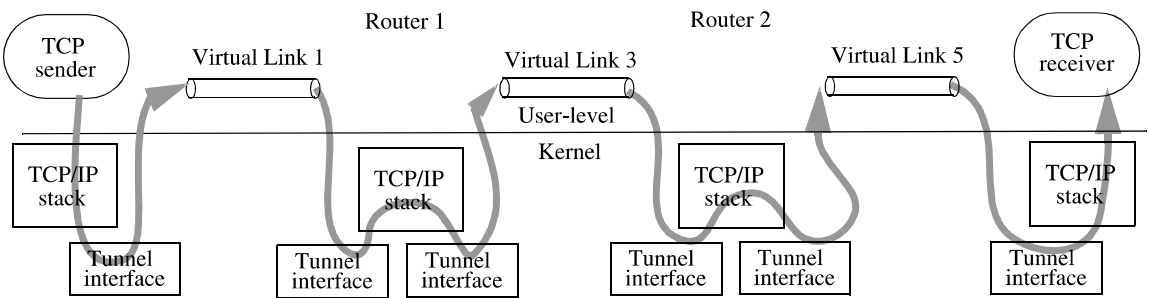 Router 1
Router 2
TCP
sender
Virtual Link 1
Virtual Link 3
Virtual Link 5
TCP
receiver
User-level
Kernel
TCP/IP
stack
TCP/IP
stack
TCP/IP
stack
TCP/IP
stack
Tunnel
interface
Tunnel
interface
Tunnel
interface
Tunnel
interface
Tunnel
interface
Tunnel
interface